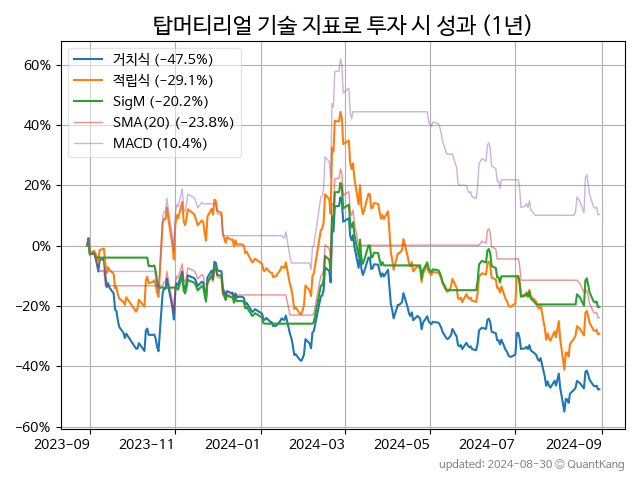 탑머티리얼 기술 지표로 투자 시 성과 (1년)
거치식 (−47.5%)
적립식 (−29.1%)
SigM (−20.2%)
SMA(20) (−23.8%)
MACD (10.4%)
60%
40%
20%
0%
−20%
−40%
−60%
2023-09 2023-11 2024-01 2024-03 2024-05 2024-07 2024-09
updated: 2024-08-30 © QuantKang